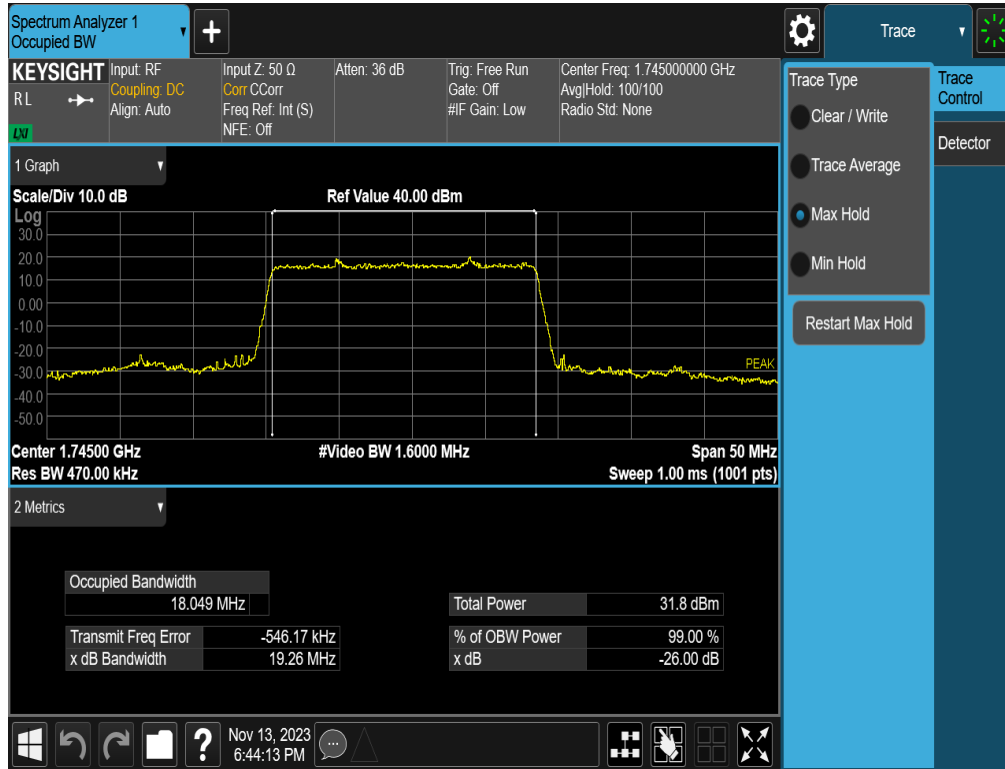 Spectrum Analyzer 1
Occupied BW
+
Trace
KEYSIGHT
R L
LXI
Input: RF
Coupling: DC
Align: Auto
Input Z: 50 Ω
Corr CCorr
Freq Ref: Int (S)
NFE: Off
Atten: 36 dB
Trig: Free Run
Gate: Off
#IF Gain: Low
Center Freq: 1.745000000 GHz
Avg|Hold: 100/100
Radio Std: None
1 Graph
Scale/Div 10.0 dB
Ref Value 40.00 dBm
Log
30.0
20.0
10.0
0.00
-10.0
-20.0
-30.0
-40.0
-50.0
PEAK
Center 1.74500 GHz
#Video BW 1.6000 MHz
Span 50 MHz
Res BW 470.00 kHz
Sweep 1.00 ms (1001 pts)
2 Metrics
Occupied Bandwidth
18.049 MHz
Total Power 31.8 dBm
Transmit Freq Error -546.17 kHz
% of OBW Power 99.00 %
x dB Bandwidth 19.26 MHz
x dB -26.00 dB
?
Nov 13, 2023
6:44:13 PM
Trace Type
Clear / Write
Trace Average
Max Hold
Min Hold
Restart Max Hold
Trace
Control
Detector